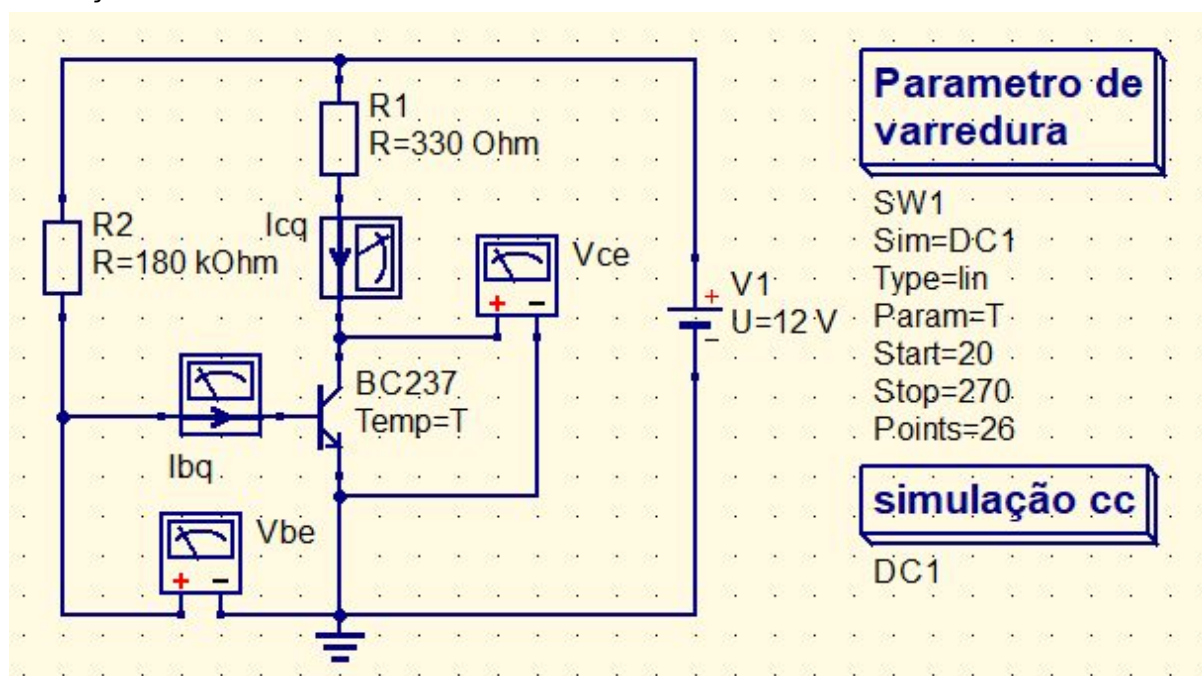 R1
R=330 Ohm
R2
R=180 kOhm
Icq
Vce
+ -
V1
U=12 V
+
-
BC237
Temp=T
Ibq
Vbe
+ -
Parametro de
varredura
SW1
Sim=DC1
Type=lin
Param=T
Start=20
Stop=270
Points=26
simulação cc
DC1